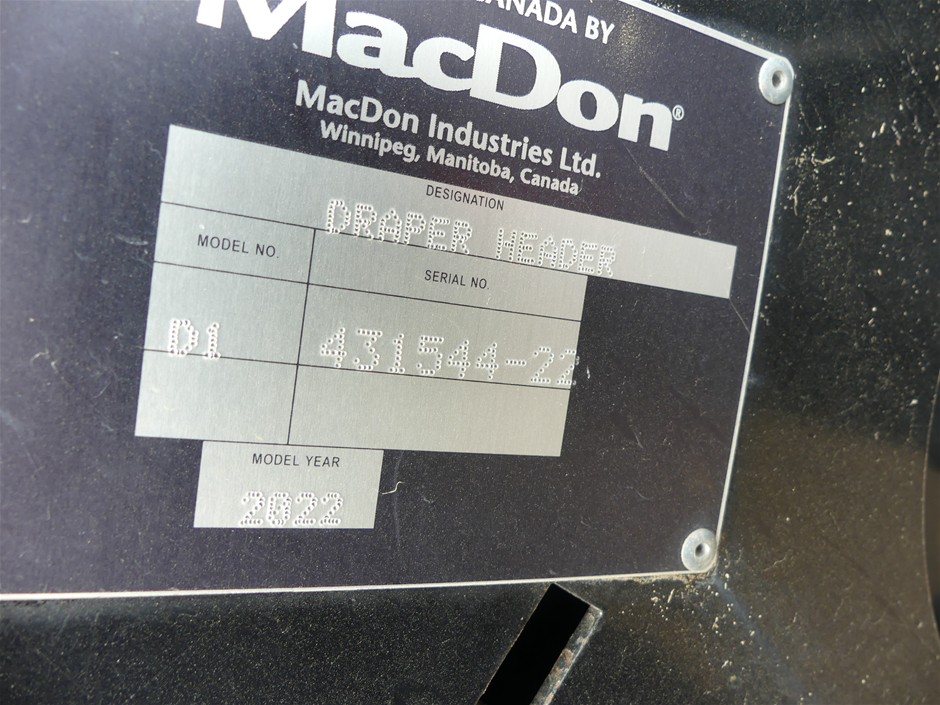 CANADA BY
MacDon®
MacDon Industries Ltd.
Winnipeg, Manitoba, Canada
DESIGNATION
DRAPER HEADER
MODEL NO.
SERIAL NO.
D1
431544-22
MODEL YEAR
2022